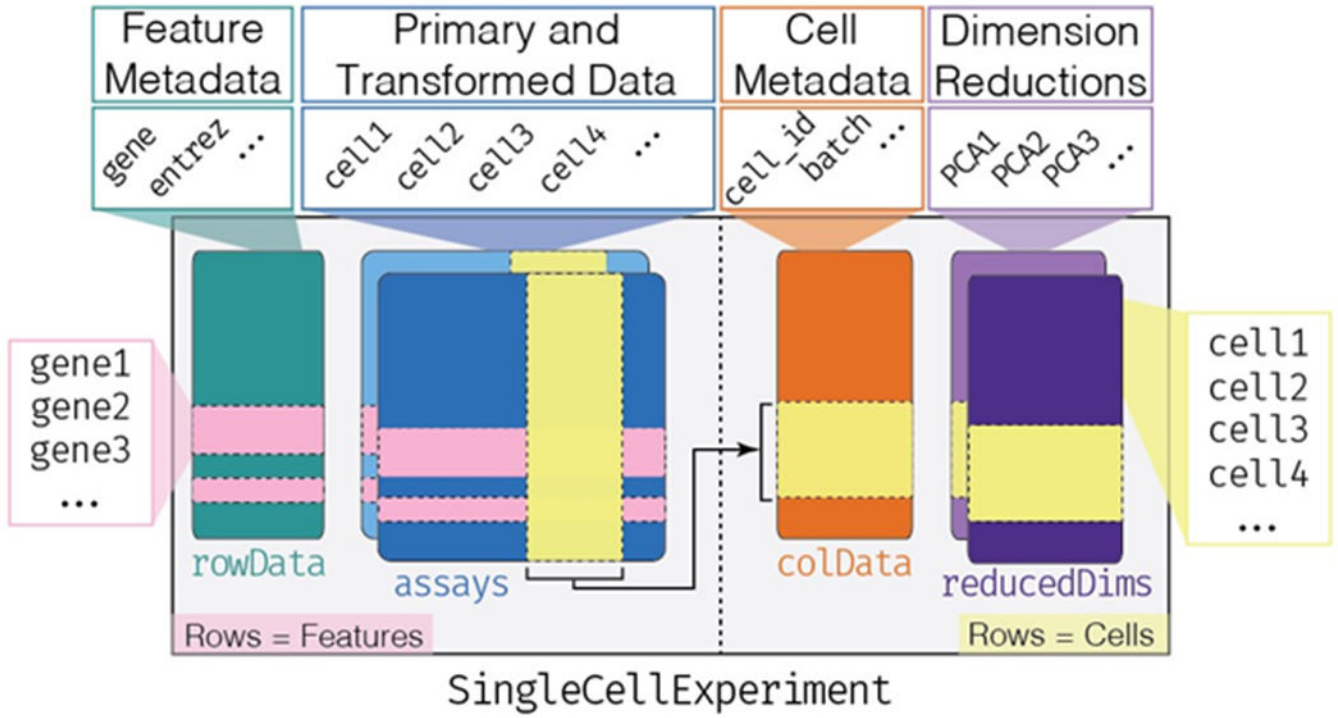 Feature
Metadata
Primary and
Transformed Data
Cell
Metadata
Dimension
Reductions
gene
entrez
...
cell1
cell2
cell3
cell4
...
cell_id
batch
...
PCA1
PCA2
PCA3
...
gene1
gene2
gene3
...
cell1
cell2
cell3
cell4
...
rowData
assays
colData
reducedDims
Rows = Features
Rows = Cells
SingleCellExperiment